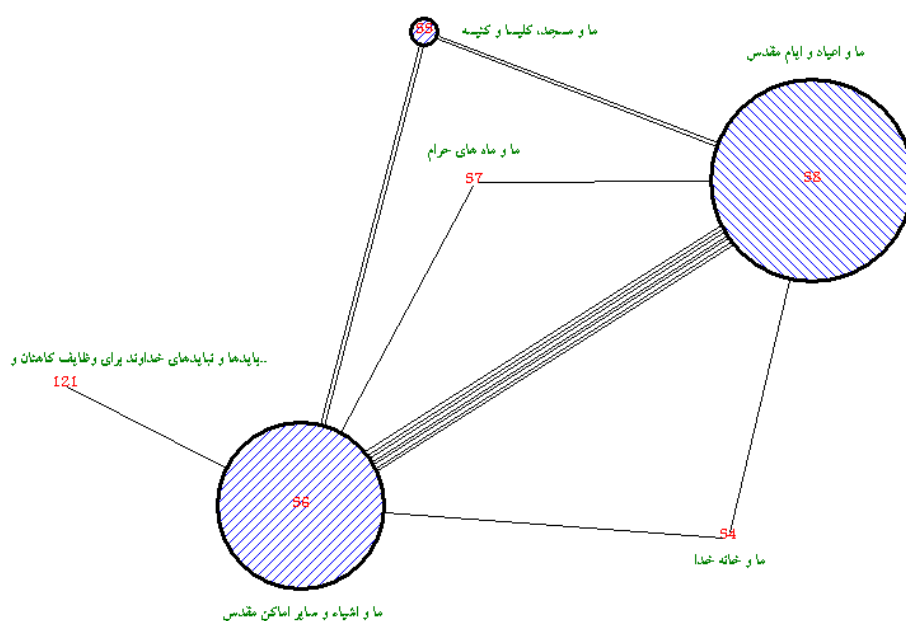 S5
ما و مسجد، کلیسا و کنیسه
ما و اعیاد و ایام مقدس
ما و ماه های حرام
S7
S2
..بایدها و نبایدهای خداوند برای وظایف کاهنان و
121
S6
S4
ما و خانه خدا
ما و اشیاء و سایر اماکن مقدس